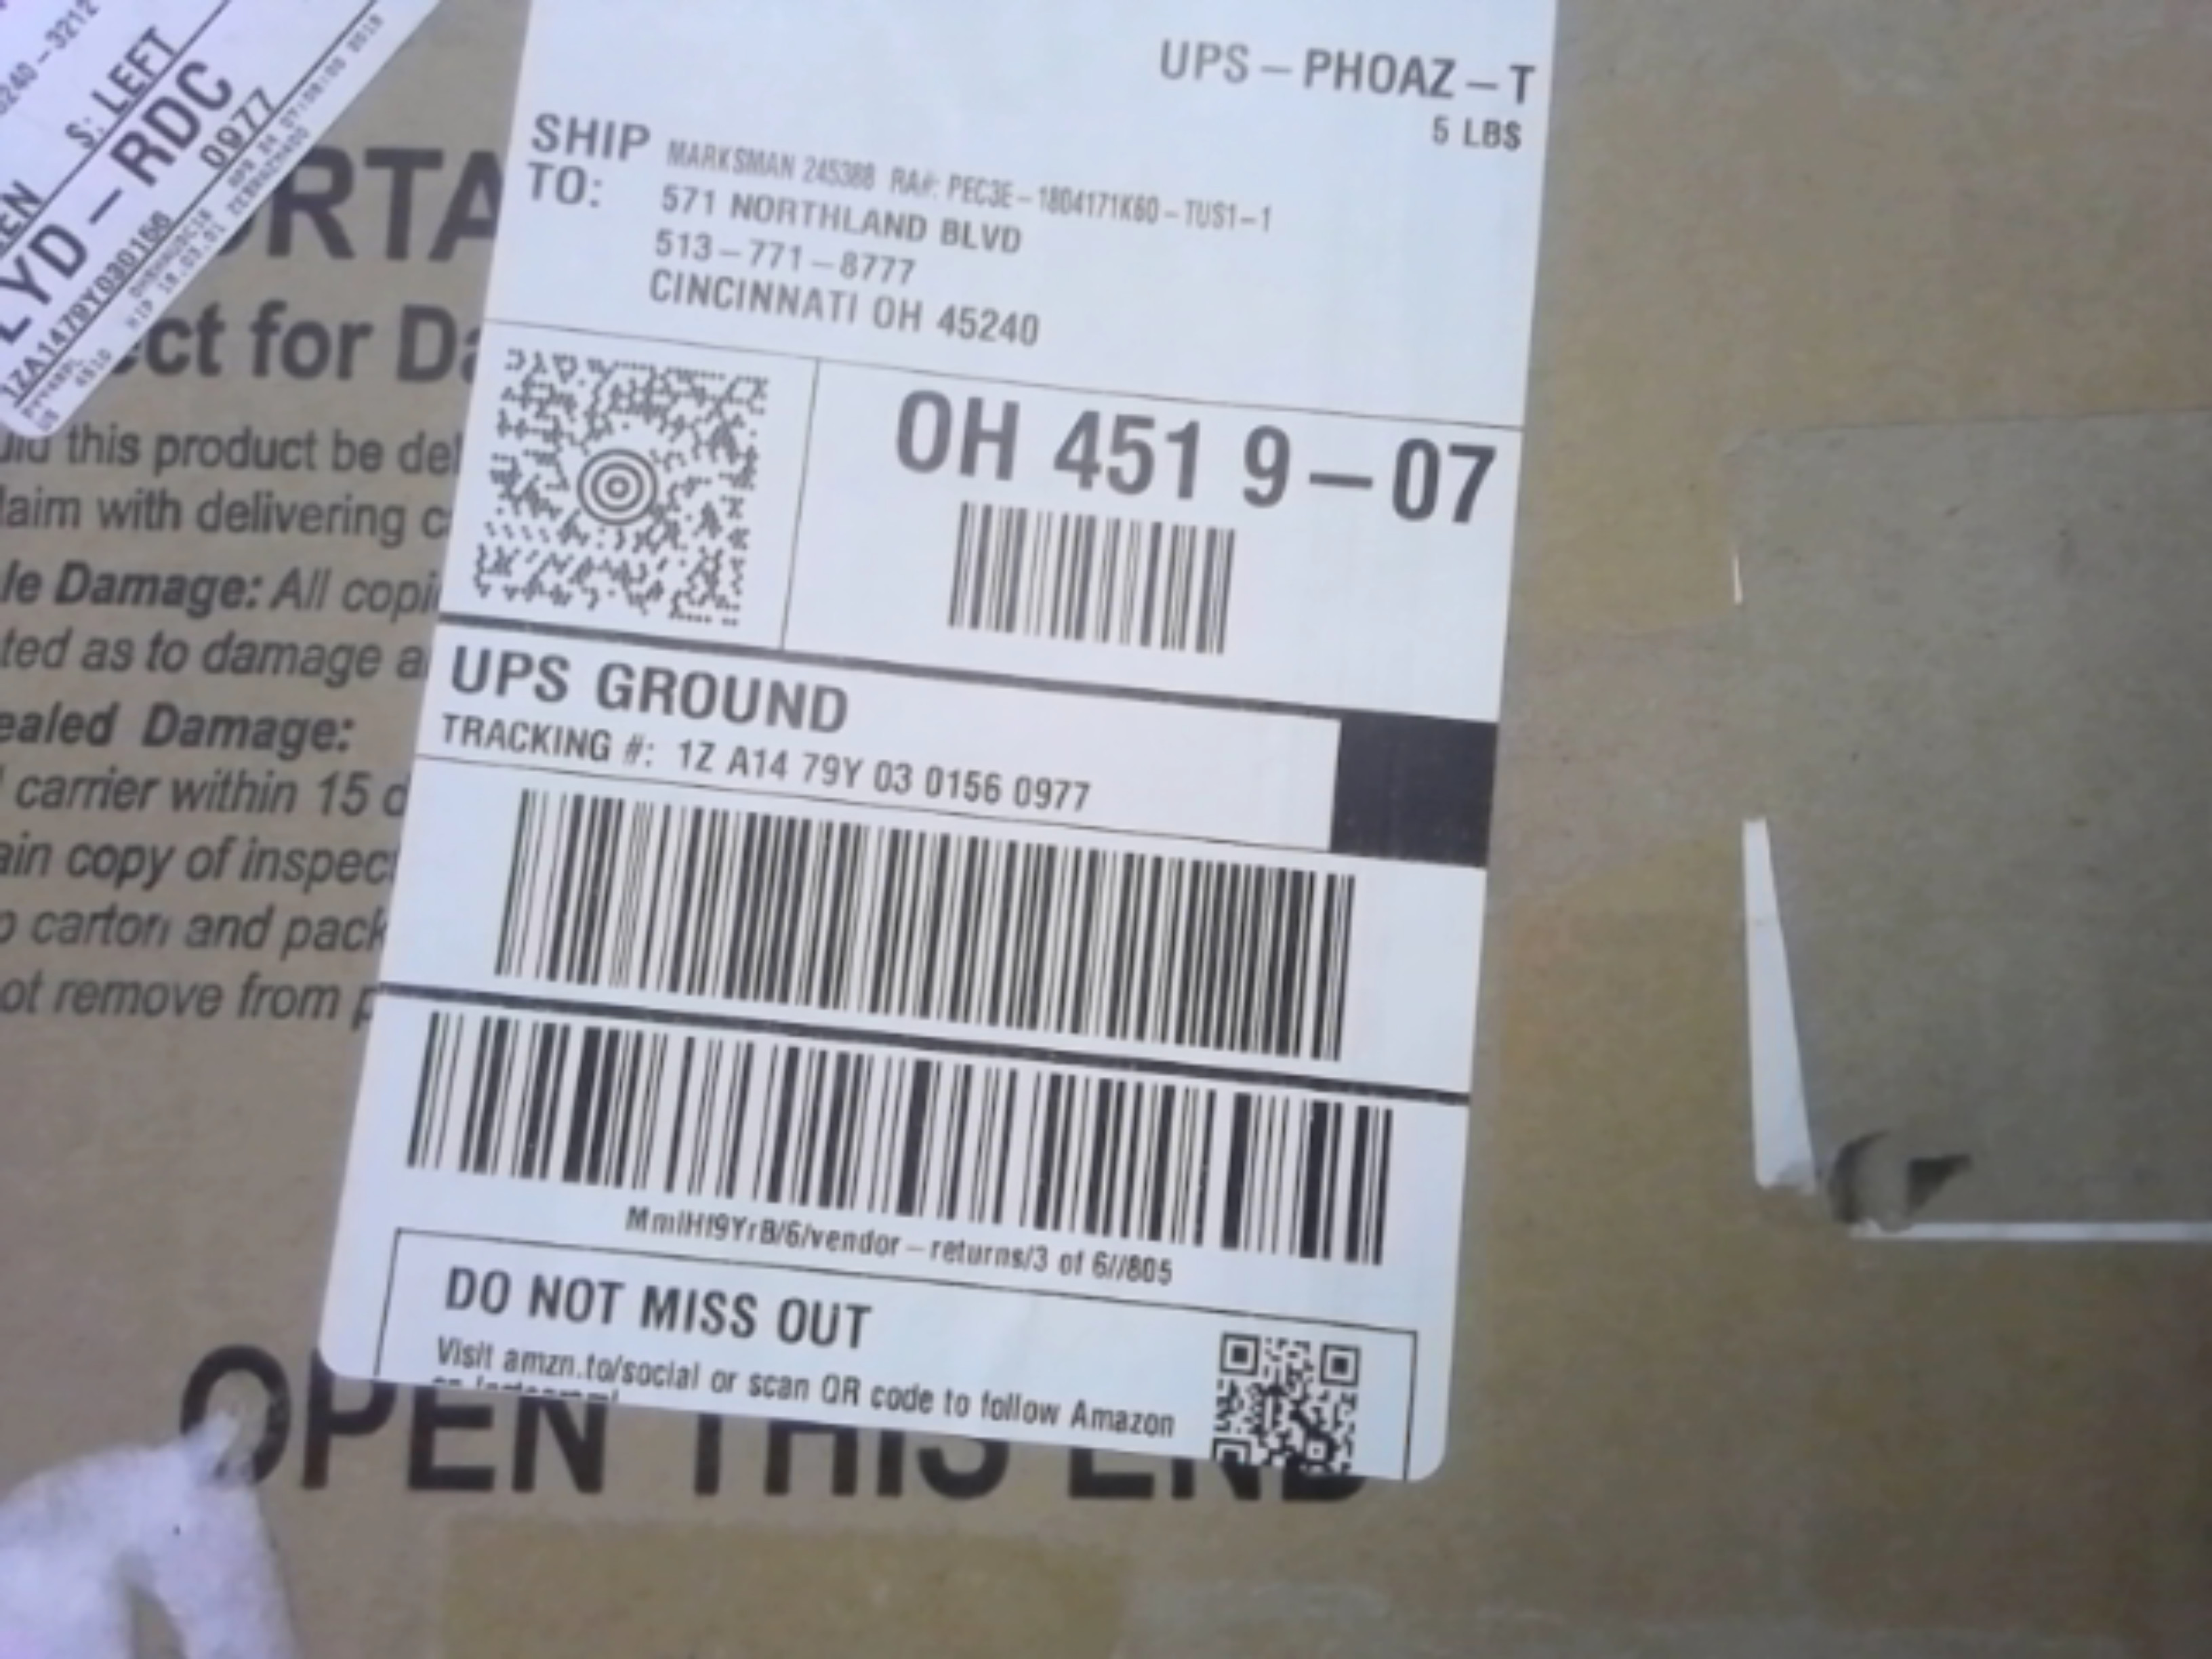 S: LEFT
LYD – RDC
0977
RTA
ct for Da
this product be del
laim with delivering c
le Damage: All copi
ted as to damage a
ealed Damage:
carrier within 15 d
ain copy of inspect
carton and pack
ot remove from p
UPS – PHOAZ – T
5 LBS
SHIP TO:
MARKSMAN 245388 RA#: PEC3E – 1804171K60 – TUS1 – 1
571 NORTHLAND BLVD
513 – 771 – 8777
CINCINNATI OH 45240
OH 451 9 – 07
UPS GROUND
TRACKING #: 1Z A14 79Y 03 0156 0977
MmlHf9YrB/6/vendor – returns/3 of 6//805
DO NOT MISS OUT
Visit amzn.to/social or scan QR code to follow Amazon
OPEN THIS END